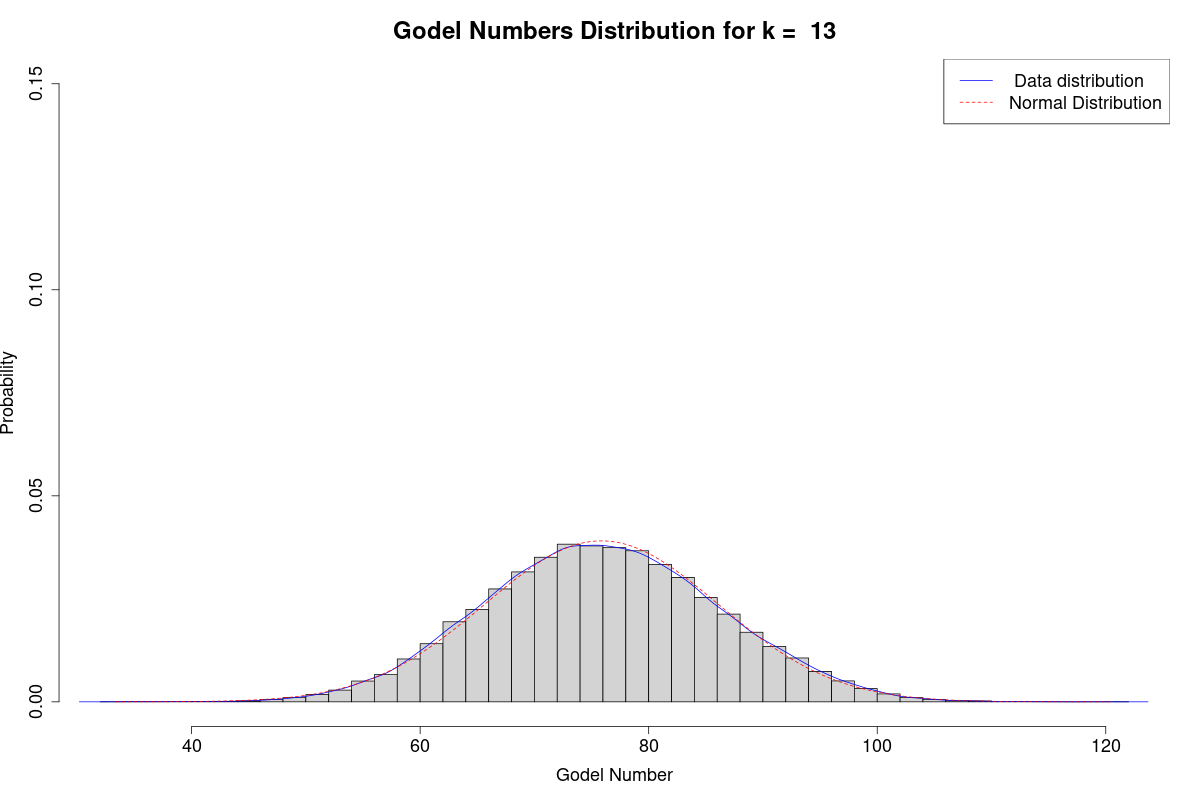 Godel Numbers Distribution for k = 13
Data distribution
Normal Distribution
0.15
0.10
0.05
0.00
Probability
40 60 80 100 120
Godel Number